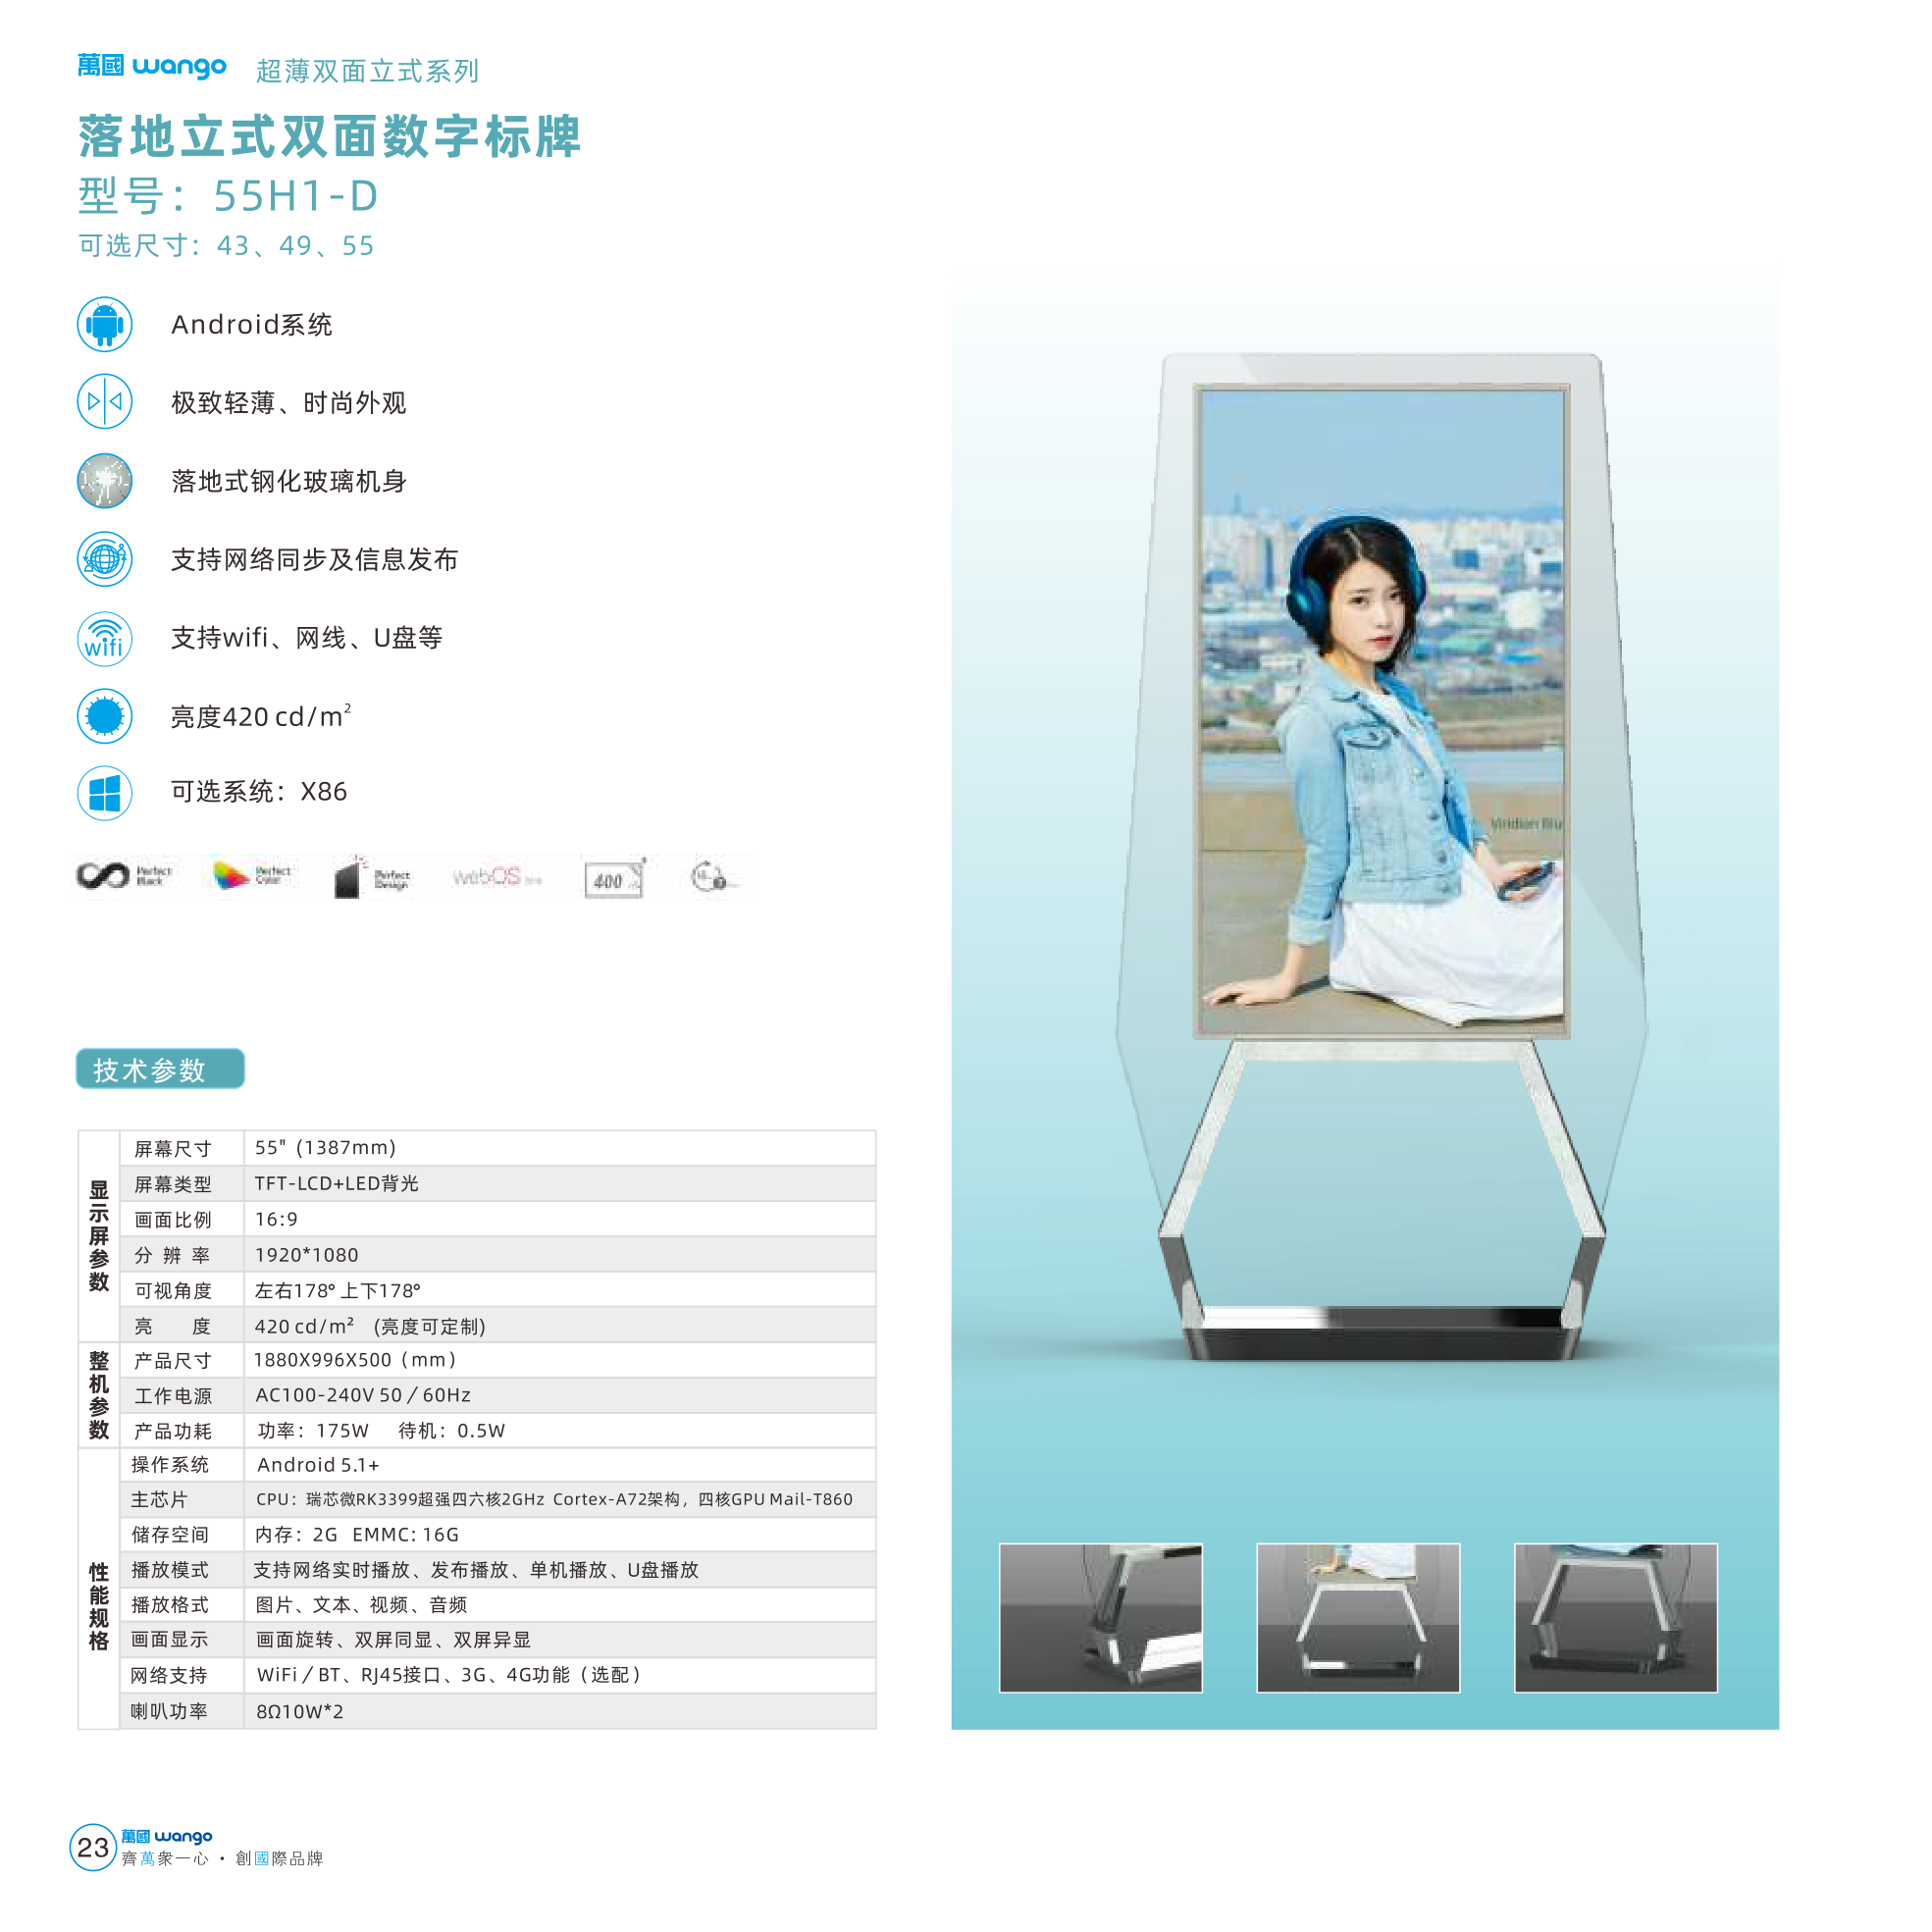 萬國 wango 超薄双面立式系列
落地立式双面数字标牌
型号：55H1-D
可选尺寸：43、49、55
Android系统
极致轻薄、时尚外观
落地式钢化玻璃机身
支持网络同步及信息发布
wifi 支持wifi、网线、U盘等
亮度420 cd/m²
可选系统：X86
Perfect Black
Perfect Color
Perfect Design
webOS
400
Viridian Blu
技术参数
显示屏参数
屏幕尺寸 55" (1387mm)
屏幕类型 TFT-LCD+LED背光
画面比例 16:9
分 辨 率 1920*1080
可视角度 左右178° 上下178°
亮 度 420 cd/m² (亮度可定制)
整机参数
产品尺寸 1880X996X500（mm）
工作电源 AC100-240V 50／60Hz
产品功耗 功率：175W 待机：0.5W
性能规格
操作系统 Android 5.1+
主芯片 CPU：瑞芯微RK3399超强四六核2GHz Cortex-A72架构，四核GPU Mail-T860
储存空间 内存：2G EMMC：16G
播放模式 支持网络实时播放、发布播放、单机播放、U盘播放
播放格式 图片、文本、视频、音频
画面显示 画面旋转、双屏同显、双屏异显
网络支持 WiFi／BT、RJ45接口、3G、4G功能（选配）
喇叭功率 8Ω10W*2
23 萬國 wango
齊萬衆一心 · 創國際品牌